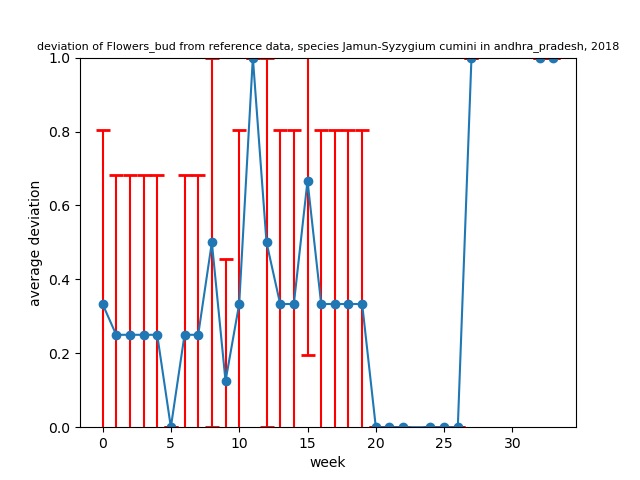 deviation of Flowers_bud from reference data, species Jamun-Syzygium cumini in andhra_pradesh, 2018
1.0
0.8
0.6
0.4
0.2
0.0
average deviation
0 5 10 15 20 25 30
week